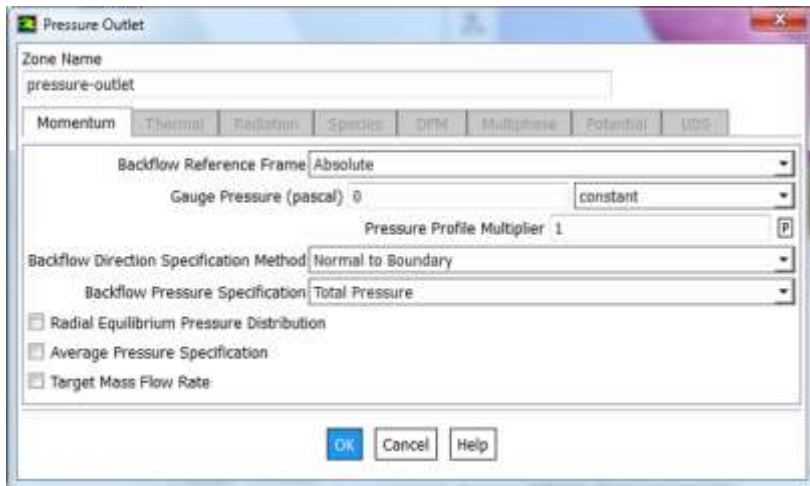 Pressure Outlet
Zone Name
pressure-outlet
Momentum Thermal Radiation Species DPM Multiphase Potential UDS
Backflow Reference Frame Absolute
Gauge Pressure (pascal) 0 constant
Pressure Profile Multiplier 1 P
Backflow Direction Specification Method Normal to Boundary
Backflow Pressure Specification Total Pressure
Radial Equilibrium Pressure Distribution
Average Pressure Specification
Target Mass Flow Rate
OK Cancel Help